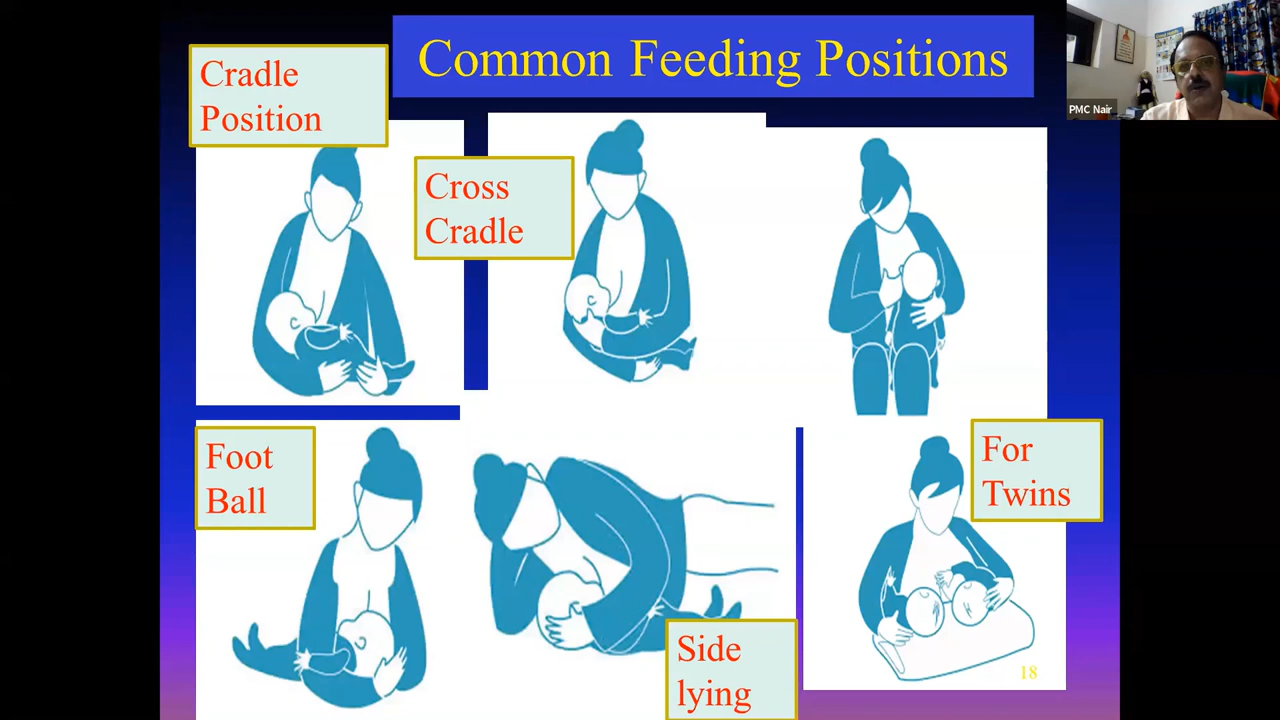 Common Feeding Positions
Cradle
Position
Cross
Cradle
Foot
Ball
Side
lying
For
Twins
18
PMC Nair